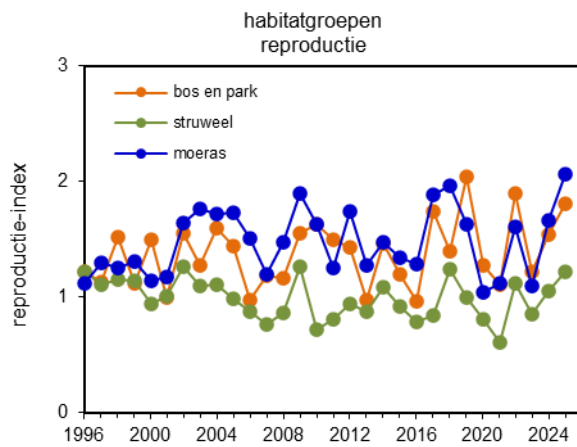 habitatgroepen
reproductie
3
bos en park
struweel
moeras
2
reproductie-index
1
0
1996 2000 2004 2008 2012 2016 2020 2024